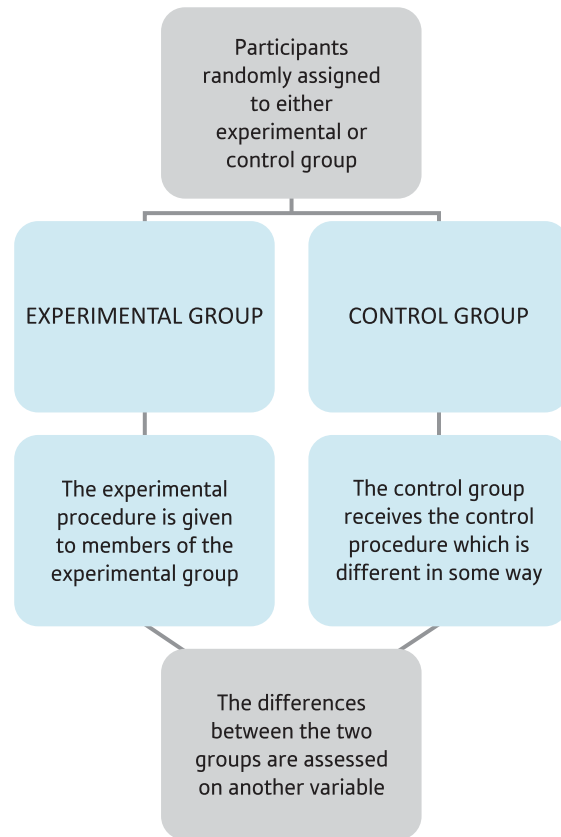 Participants
randomly assigned
to either
experimental or
control group
EXPERIMENTAL GROUP
CONTROL GROUP
The experimental
procedure is given
to members of the
experimental group
The control group
receives the control
procedure which is
different in some way
The differences
between the two
groups are assessed
on another variable